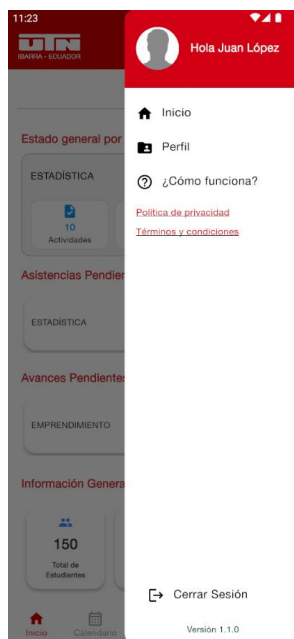 11:23
UTN
IBARRA - ECUADOR
Hola Juan López
Inicio
Perfil
¿Cómo funciona?
Política de privacidad
Términos y condiciones
Cerrar Sesión
Versión 1.1.0
Estado general por
ESTADÍSTICA
10
Actividades
Asistencias Pendien
ESTADÍSTICA
Avances Pendientes
EMPRENDIMIENTO
Información Genera
150
Total de
Estudiantes
Inicio
Calendario